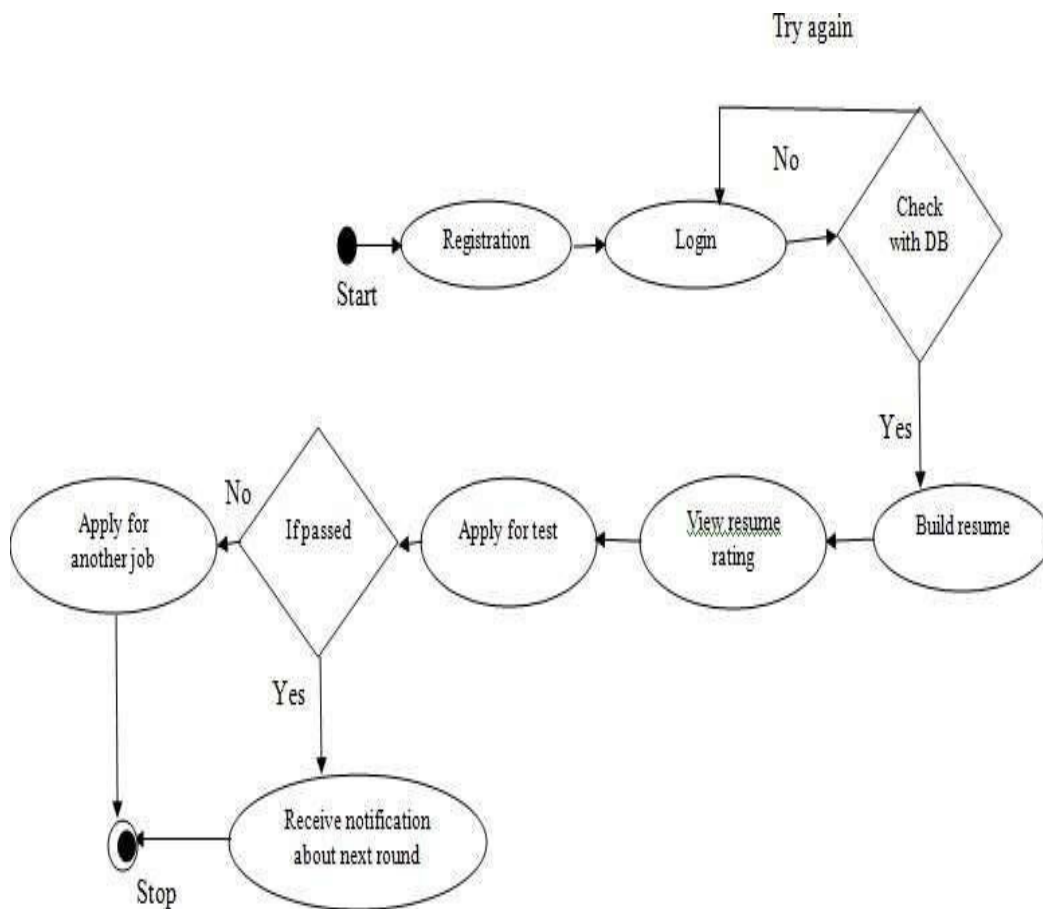 Try again
No
Check
with DB
Registration
Login
Start
Yes
Build resume
View resume
rating
Apply for test
If passed
No
Apply for
another job
Yes
Receive notification
about next round
Stop